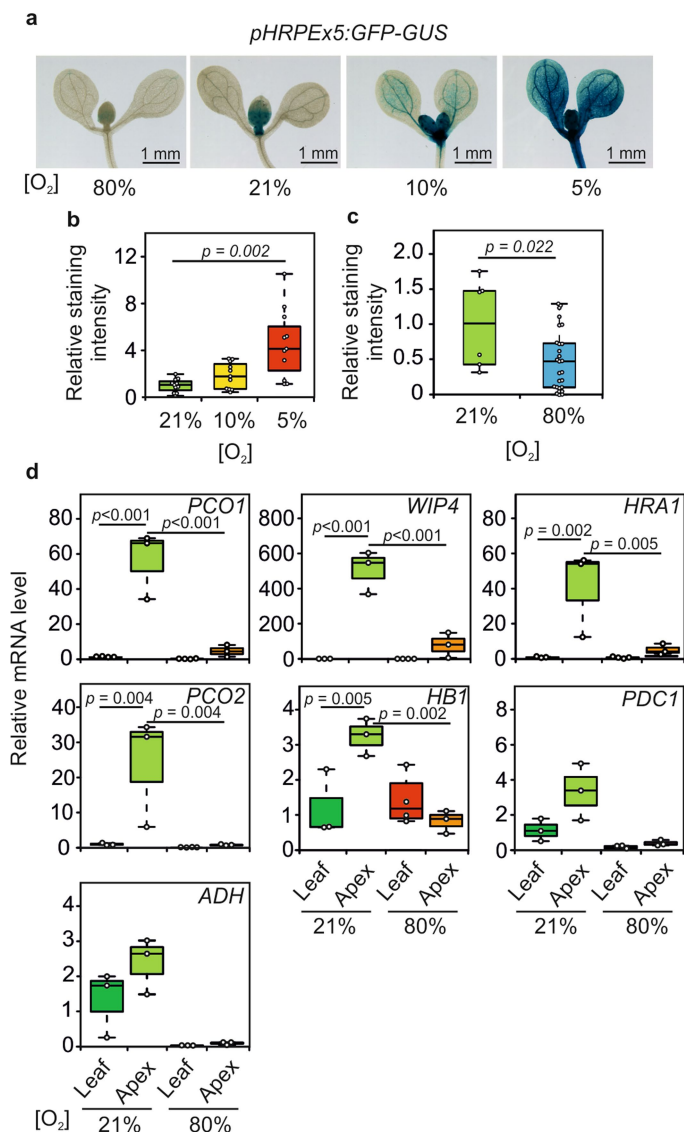 a
pHRPEx5:GFP-GUS
1 mm 1 mm 1 mm 1 mm
[O2] 80% 21% 10% 5%
b
Relative staining intensity
12
8
4
0
p = 0.002
21% 10% 5%
[O2]
c
Relative staining intensity
2.0
1.5
1.0
0.5
0
p = 0.022
21% 80%
[O2]
d
Relative mRNA level
PCO1
80
60
40
20
0
p<0.001
p<0.001
WIP4
800
600
400
200
0
p<0.001
p<0.001
HRA1
80
60
40
20
0
p = 0.002
p = 0.005
PCO2
40
30
20
10
0
p = 0.004
p = 0.004
HB1
4
3
2
1
0
p = 0.005
p = 0.002
Leaf Apex Leaf Apex
21% 80%
PDC1
8
6
4
2
0
Leaf Apex Leaf Apex
21% 80%
ADH
4
3
2
1
0
Leaf Apex Leaf Apex
[O2] 21% 80%